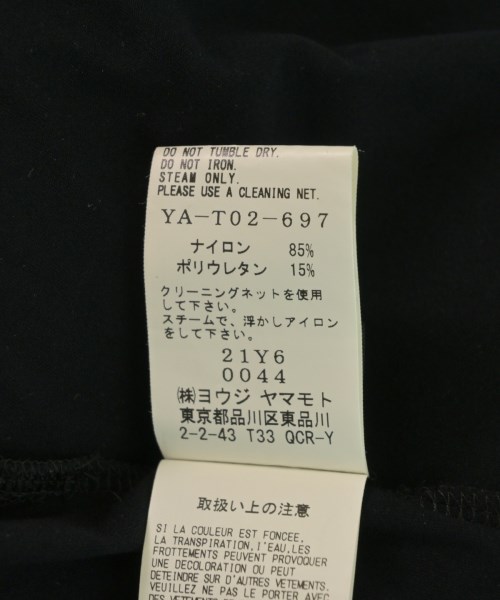 DO NOT TUMBLE DRY.
DO NOT IRON.
STEAM ONLY.
PLEASE USE A CLEANING NET.
YA-T02-697
ナイロン 85%
ポリウレタン 15%
クリーニングネットを使用
して下さい。
スチームで、浮かしアイロン
をして下さい。
21Y6
0044
㈱ヨウジ ヤマモト
東京都品川区東品川
2-2-43 T33 QCR-Y
取扱い上の注意
SI LA COULEUR EST FONCEE,
LA TRANSPIRATION, l'EAU, LES
FROTTEMENTS PEUVENT PROVOQUER
UNE DECOLORATION OU PEUT
DETEINDRE SUR D'AUTRES VETEMENTS.
VEUILLEZ NE PAS LE PORTER AVEC